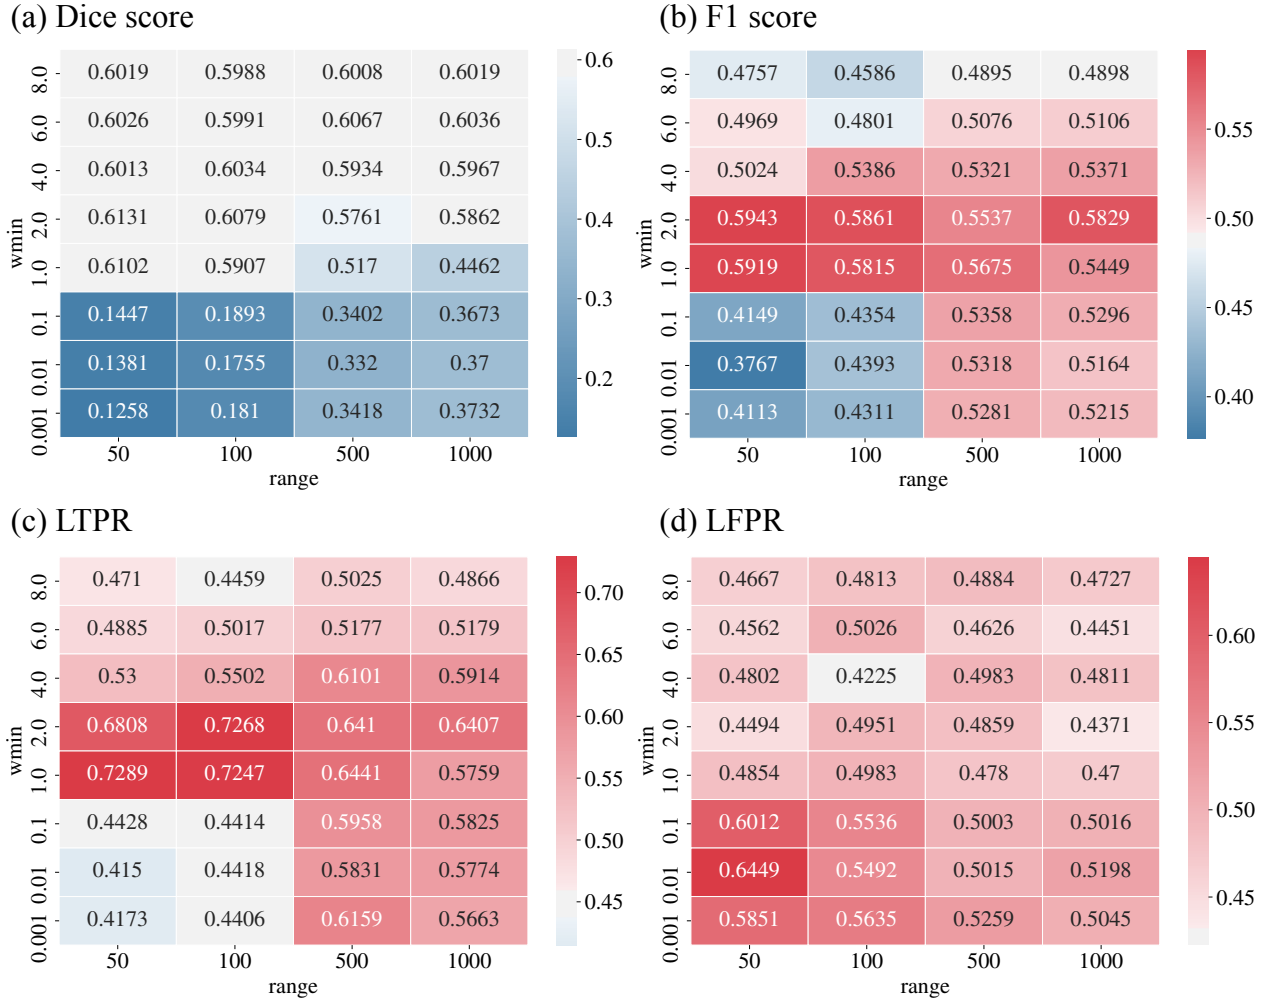 (a) Dice score
8.0 0.6019 0.5988 0.6008 0.6019
6.0 0.6026 0.5991 0.6067 0.6036
4.0 0.6013 0.6034 0.5934 0.5967
2.0 0.6131 0.6079 0.5761 0.5862
1.0 0.6102 0.5907 0.517 0.4462
0.1 0.1447 0.1893 0.3402 0.3673
0.01 0.1381 0.1755 0.332 0.37
0.001 0.1258 0.181 0.3418 0.3732
wmin
50 100 500 1000
range
0.6
0.5
0.4
0.3
0.2
(b) F1 score
8.0 0.4757 0.4586 0.4895 0.4898
6.0 0.4969 0.4801 0.5076 0.5106
4.0 0.5024 0.5386 0.5321 0.5371
2.0 0.5943 0.5861 0.5537 0.5829
1.0 0.5919 0.5815 0.5675 0.5449
0.1 0.4149 0.4354 0.5358 0.5296
0.01 0.3767 0.4393 0.5318 0.5164
0.001 0.4113 0.4311 0.5281 0.5215
wmin
50 100 500 1000
range
0.55
0.50
0.45
0.40
(c) LTPR
8.0 0.471 0.4459 0.5025 0.4866
6.0 0.4885 0.5017 0.5177 0.5179
4.0 0.53 0.5502 0.6101 0.5914
2.0 0.6808 0.7268 0.641 0.6407
1.0 0.7289 0.7247 0.6441 0.5759
0.1 0.4428 0.4414 0.5958 0.5825
0.01 0.415 0.4418 0.5831 0.5774
0.001 0.4173 0.4406 0.6159 0.5663
wmin
50 100 500 1000
range
0.70
0.65
0.60
0.55
0.50
0.45
(d) LFPR
8.0 0.4667 0.4813 0.4884 0.4727
6.0 0.4562 0.5026 0.4626 0.4451
4.0 0.4802 0.4225 0.4983 0.4811
2.0 0.4494 0.4951 0.4859 0.4371
1.0 0.4854 0.4983 0.478 0.47
0.1 0.6012 0.5536 0.5003 0.5016
0.01 0.6449 0.5492 0.5015 0.5198
0.001 0.5851 0.5635 0.5259 0.5045
wmin
50 100 500 1000
range
0.60
0.55
0.50
0.45